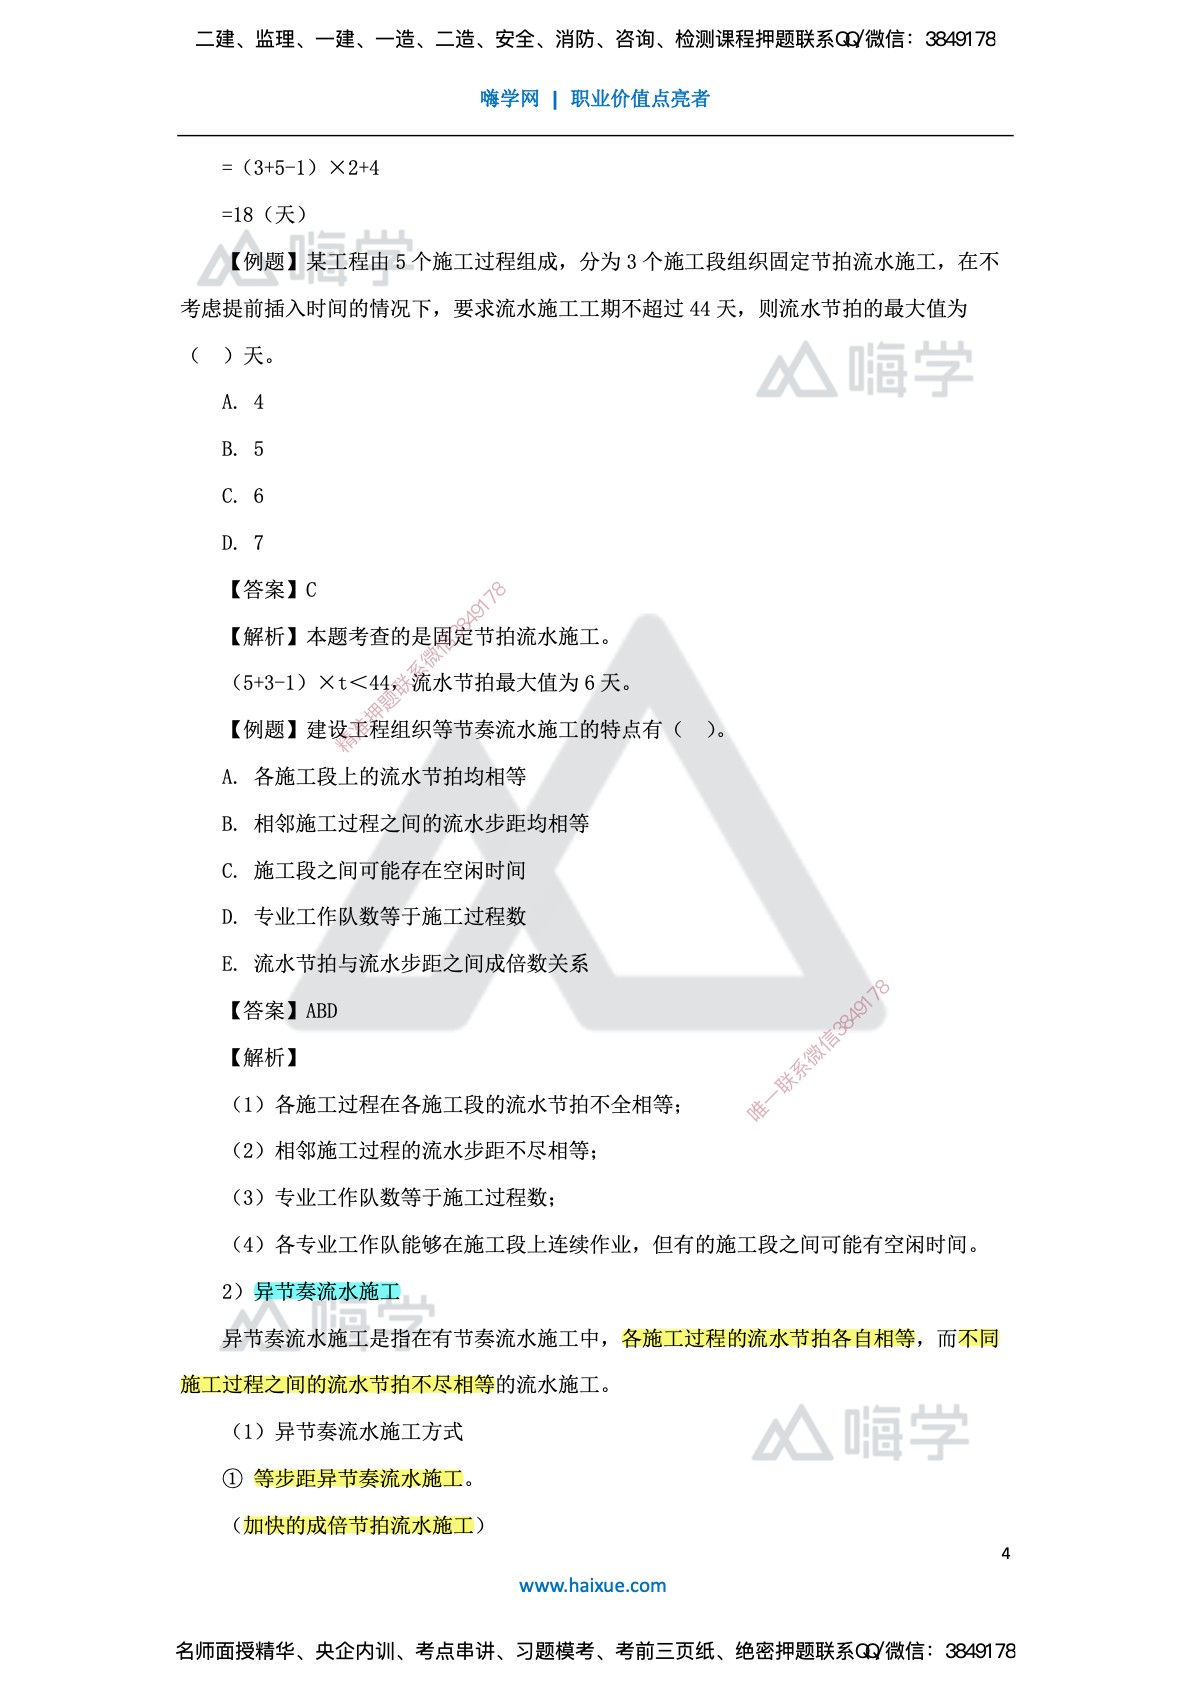 二建、监理、一建、一造、二造、安全、消防、咨询、检测课程押题联系QQ/微信：3849178
嗨学网 | 职业价值点亮者
=（3+5-1）×2+4
=18（天）
嗨学
【例题】某工程由 5 个施工过程组成，分为 3 个施工段组织固定节拍流水施工，在不
考虑提前插入时间的情况下，要求流水施工工期不超过 44 天，则流水节拍的最大值为
（ ）天。
嗨学
A. 4
B. 5
C. 6
D. 7
【答案】C
【解析】本题考查的是固定节拍流水施工。
精准押题联系微信3849178
（5+3-1）×t＜44，流水节拍最大值为 6 天。
【例题】建设工程组织等节奏流水施工的特点有（ ）。
A. 各施工段上的流水节拍均相等
B. 相邻施工过程之间的流水步距均相等
C. 施工段之间可能存在空闲时间
D. 专业工作队数等于施工过程数
E. 流水节拍与流水步距之间成倍数关系
【答案】ABD
唯一联系微信3849178
【解析】
（1）各施工过程在各施工段的流水节拍不全相等；
（2）相邻施工过程的流水步距不尽相等；
（3）专业工作队数等于施工过程数；
（4）各专业工作队能够在施工段上连续作业，但有的施工段之间可能有空闲时间。
2）异节奏流水施工
嗨学
异节奏流水施工是指在有节奏流水施工中，各施工过程的流水节拍各自相等，而不同
施工过程之间的流水节拍不尽相等的流水施工。
（1）异节奏流水施工方式
嗨学
① 等步距异节奏流水施工。
（加快的成倍节拍流水施工）
4
www.haixue.com
名师面授精华、央企内训、考点串讲、习题模考、考前三页纸、绝密押题联系QQ/微信：3849178